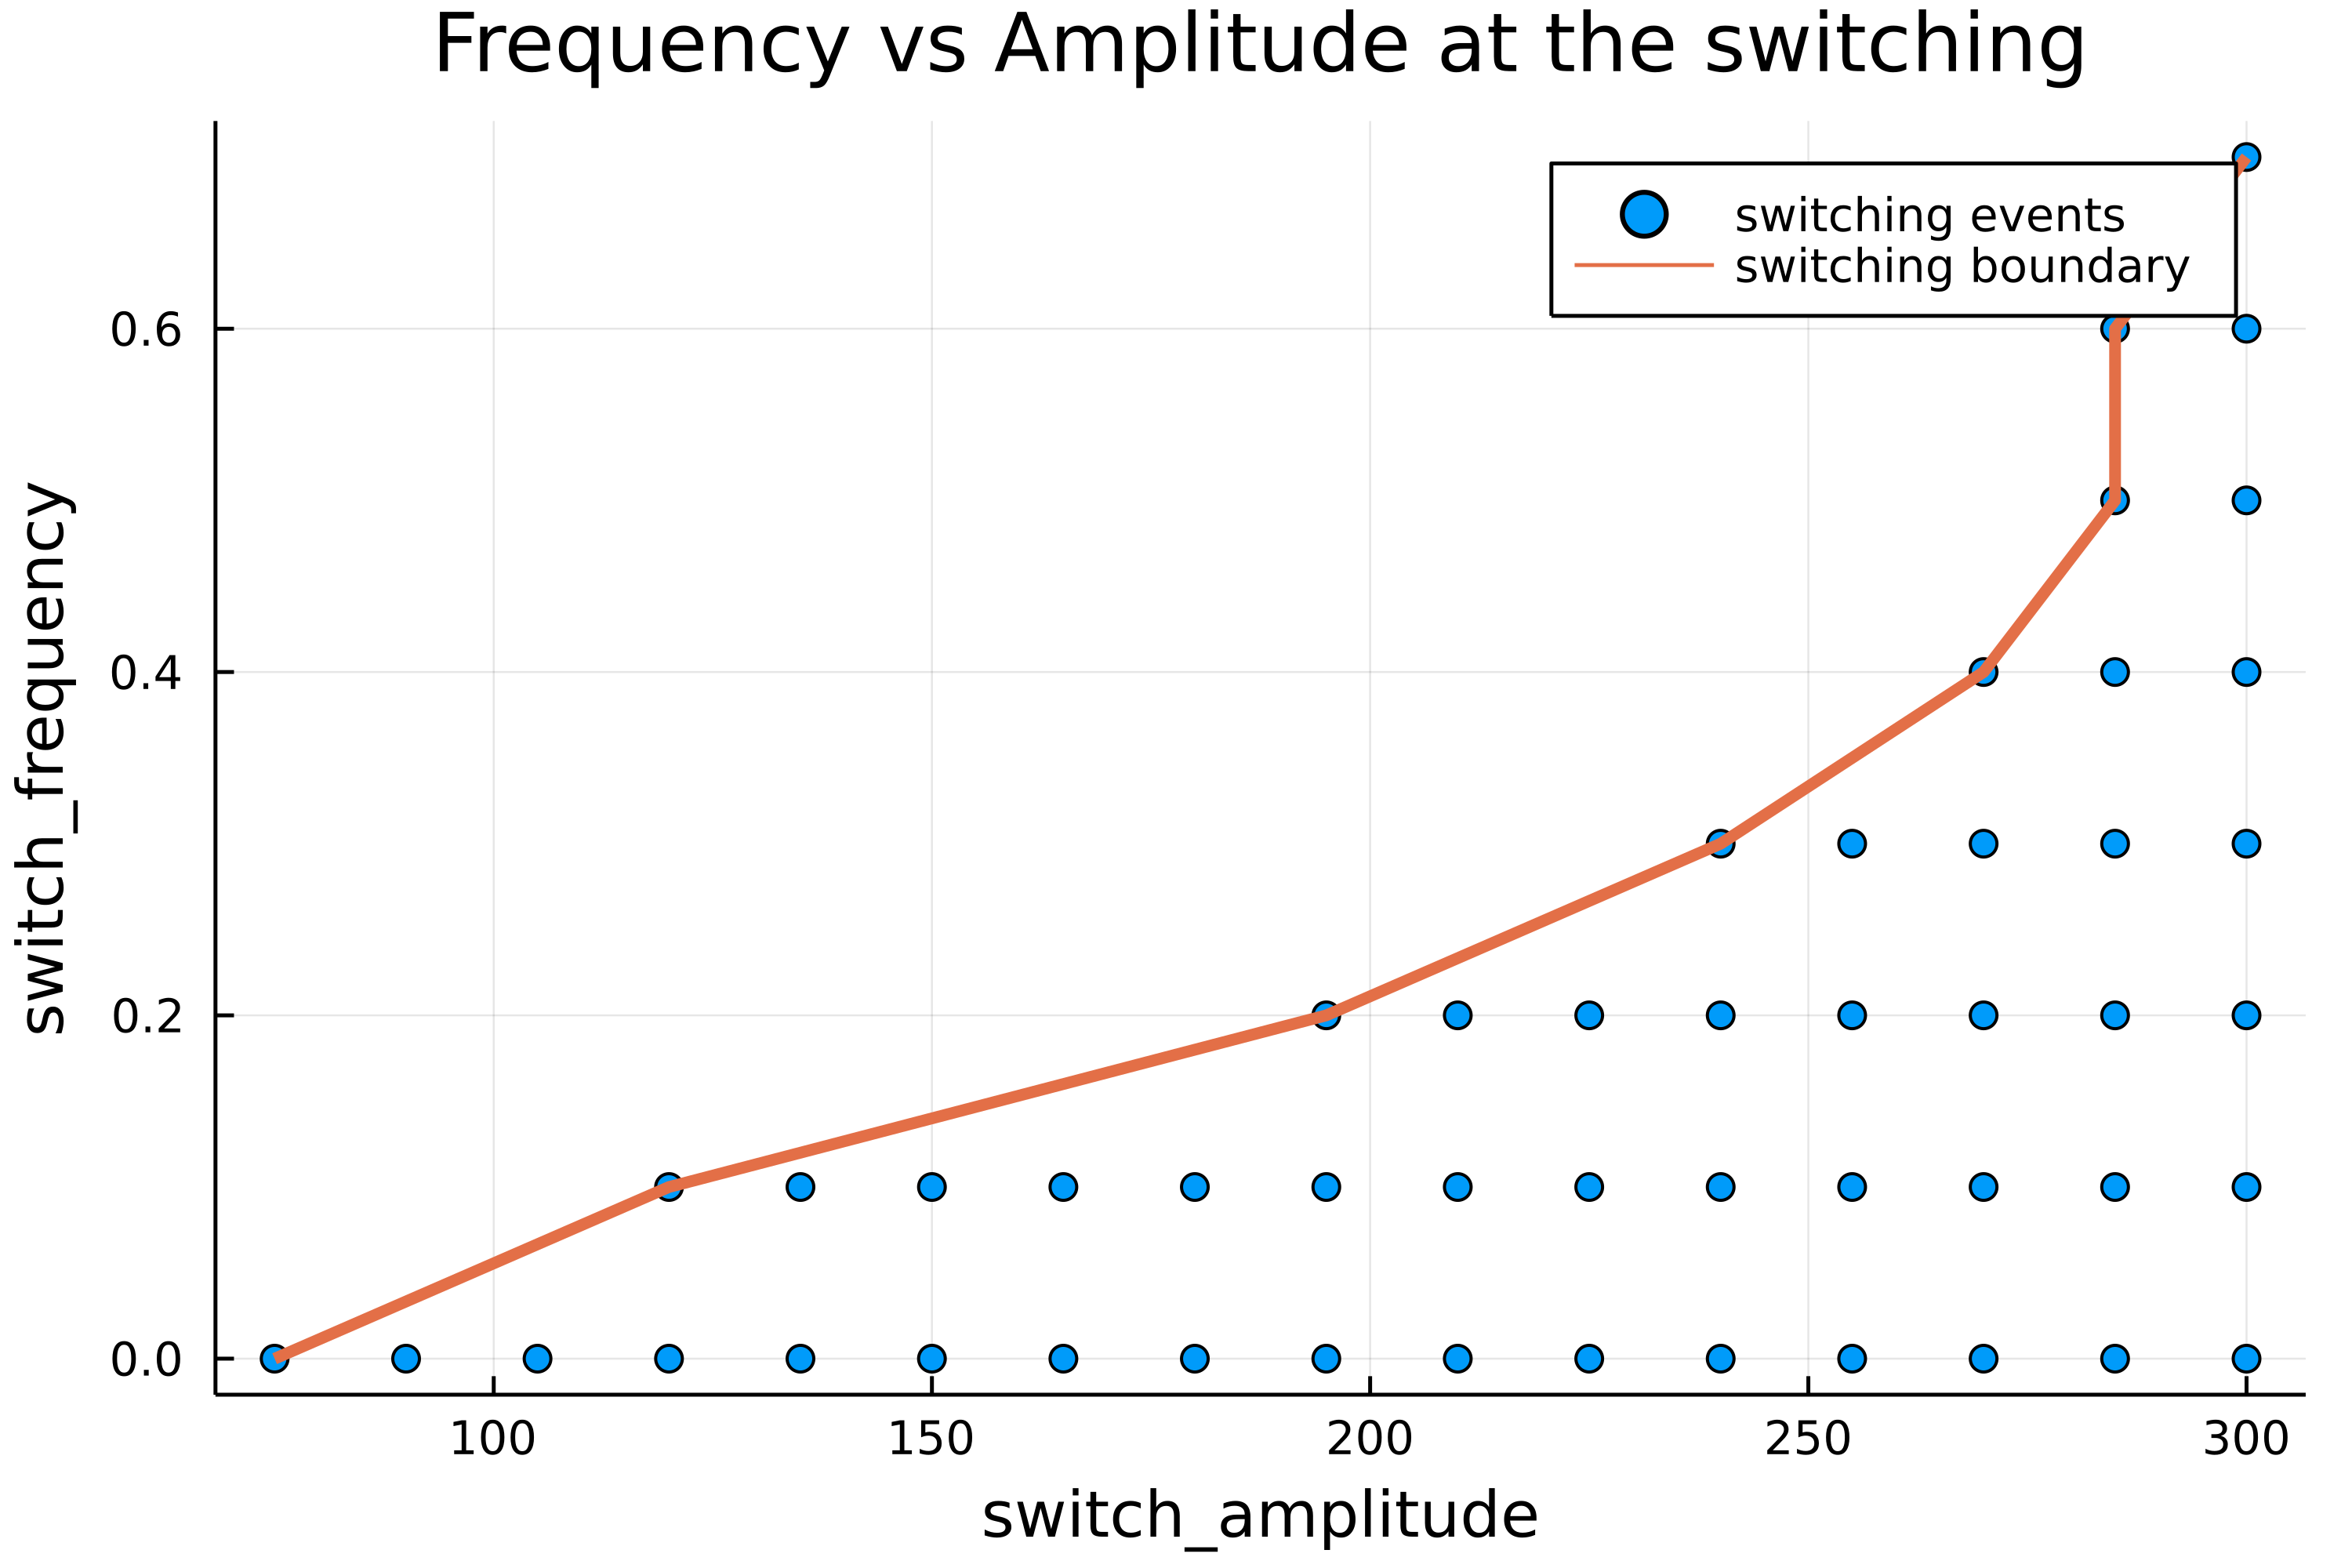 Frequency vs Amplitude at the switching
switching events
switching boundary
switch_frequency
0.6
0.4
0.2
0.0
100 150 200 250 300
switch_amplitude